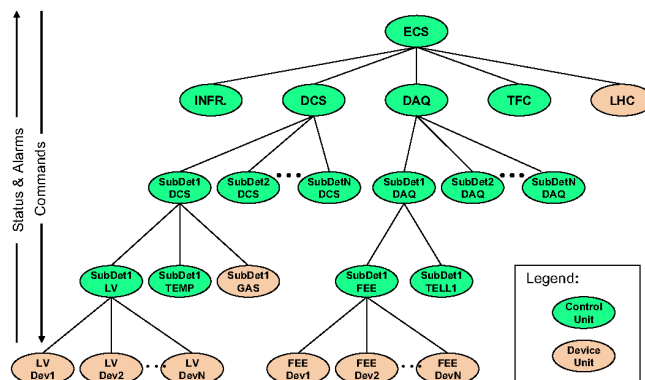 ECS
INFR.
DCS
DAQ
TFC
LHC
Status & Alarms
Commands
SubDet1
DCS
SubDet2
DCS
SubDetN
DCS
SubDet1
DAQ
SubDet2
DAQ
SubDetN
DAQ
SubDet1
LV
SubDet1
TEMP
SubDet1
GAS
SubDet1
FEE
SubDet1
TELL1
LV
Dev1
LV
Dev2
LV
DevN
FEE
Dev1
FEE
Dev2
FEE
DevN
Legend:
Control
Unit
Device
Unit